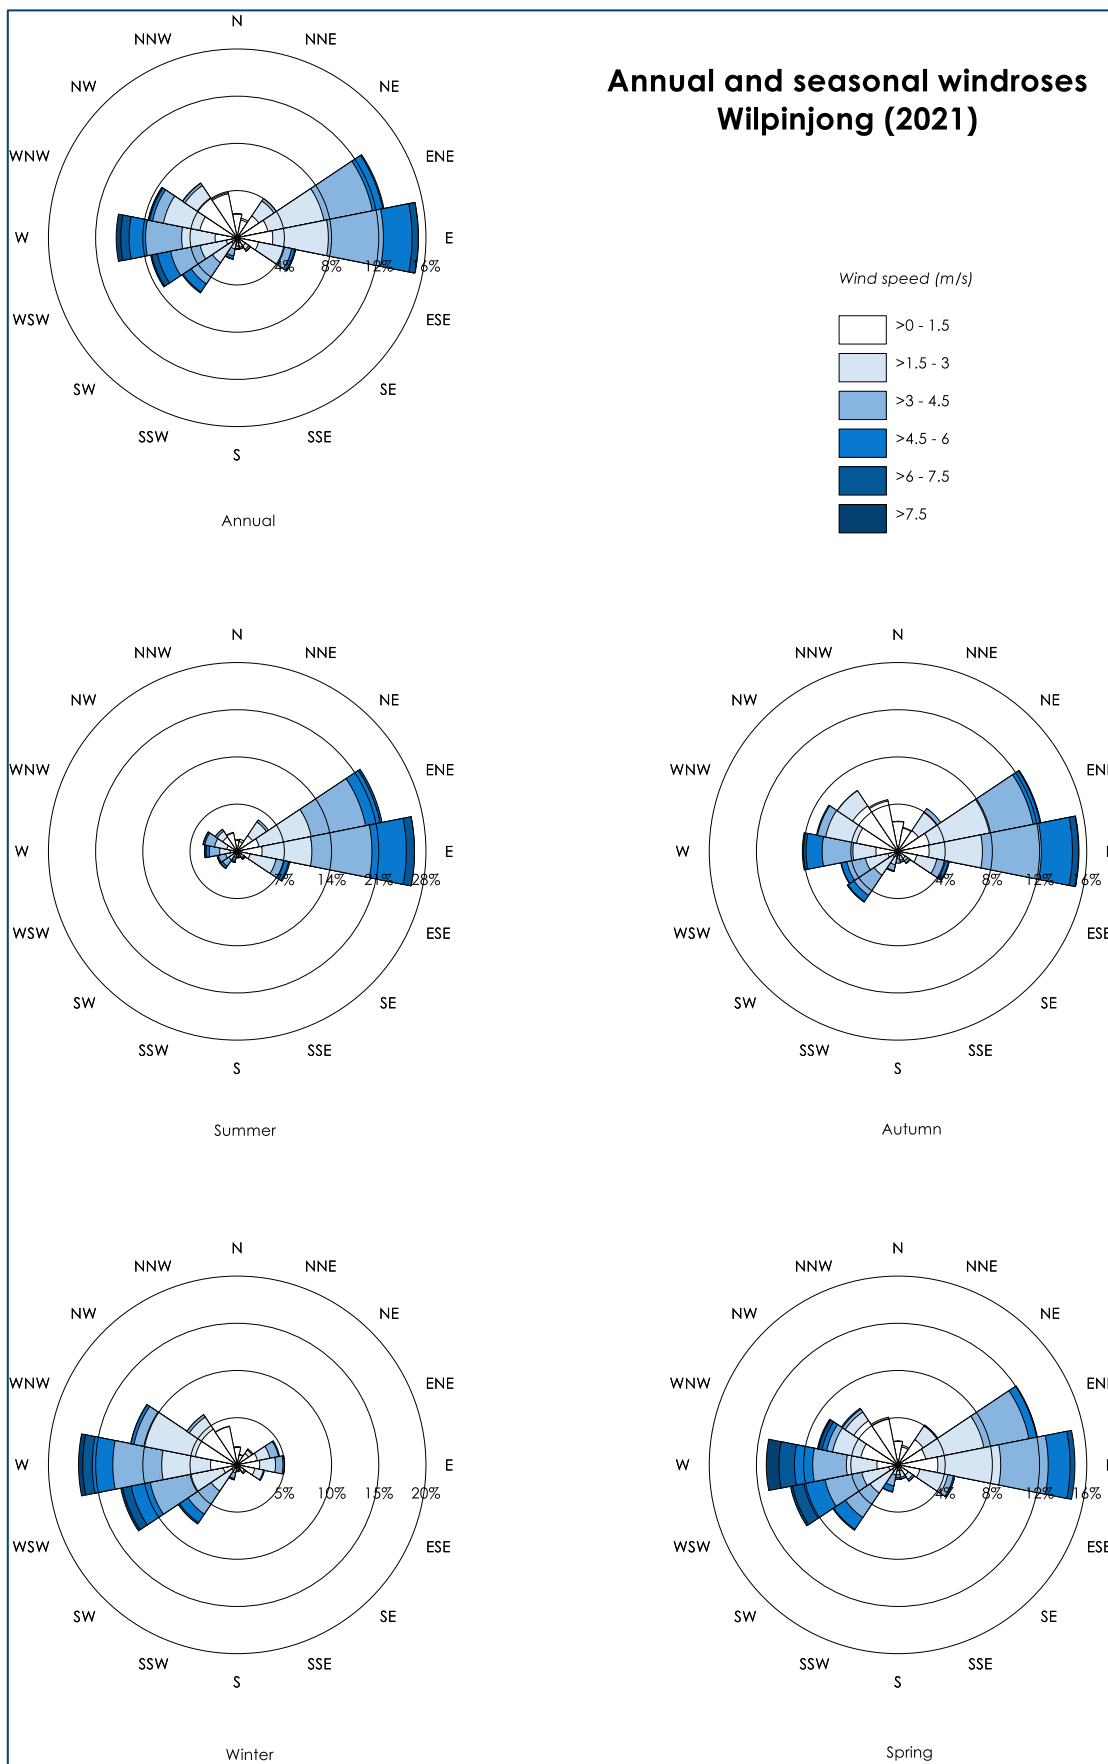 Annual and seasonal windroses
Wilpinjong (2021)
Wind speed (m/s)
>0 - 1.5
>1.5 - 3
>3 - 4.5
>4.5 - 6
>6 - 7.5
>7.5
N
NNW
NNE
NW
NE
WNW
ENE
W
E
4%
8%
12%
16%
WSW
ESE
SW
SE
SSW
SSE
S
Annual
N
NNW
NNE
NW
NE
WNW
ENE
W
E
7%
14%
21%
28%
WSW
ESE
SW
SE
SSW
SSE
S
Summer
N
NNW
NNE
NW
NE
WNW
ENE
W
4%
8%
12%
16%
WSW
ESE
SW
SE
SSW
SSE
S
Autumn
N
NNW
NNE
NW
NE
WNW
ENE
W
E
5%
10%
15%
20%
WSW
ESE
SW
SE
SSW
SSE
S
Winter
N
NNW
NNE
NW
NE
WNW
ENE
W
4%
8%
12%
16%
WSW
ESE
SW
SE
SSW
SSE
S
Spring